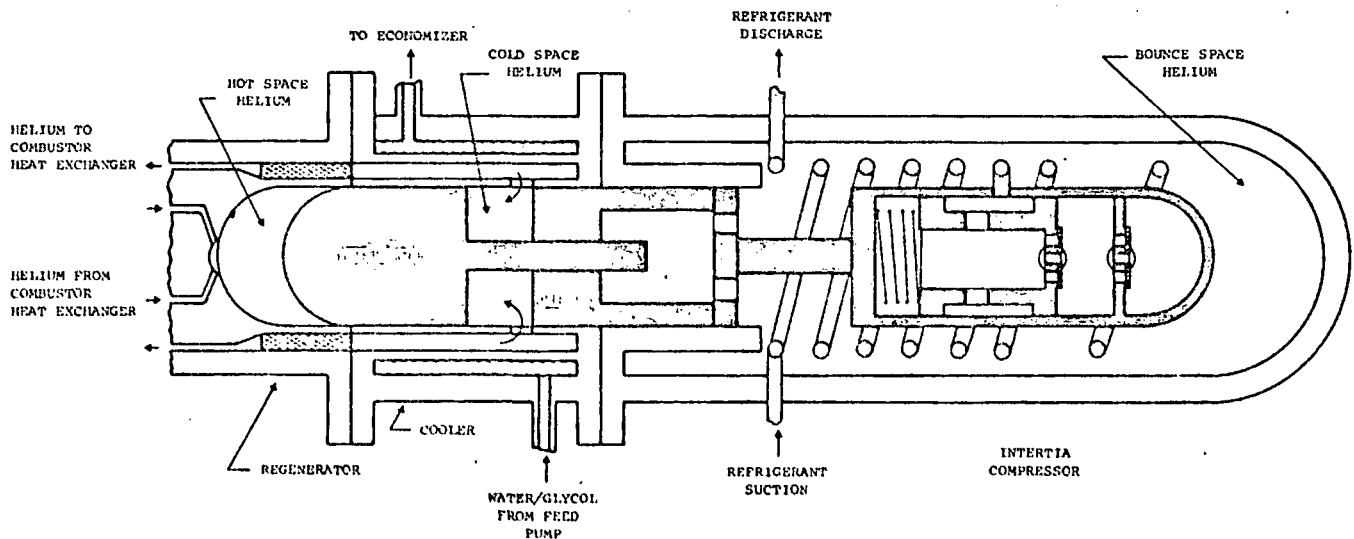 REFRIGERANT
DISCHARGE
TO ECONOMIZER
COLD SPACE
HELIUM
BOUNCE SPACE
HELIUM
HOT SPACE
HELIUM
HELIUM TO
COMBUSTOR
HEAT EXCHANGER
HELIUM FROM
COMBUSTOR
HEAT EXCHANGER
COOLER
REGENERATOR
WATER/GLYCOL
FROM FEED
PUMP
REFRIGERANT
SUCTION
INTERTIA
COMPRESSOR